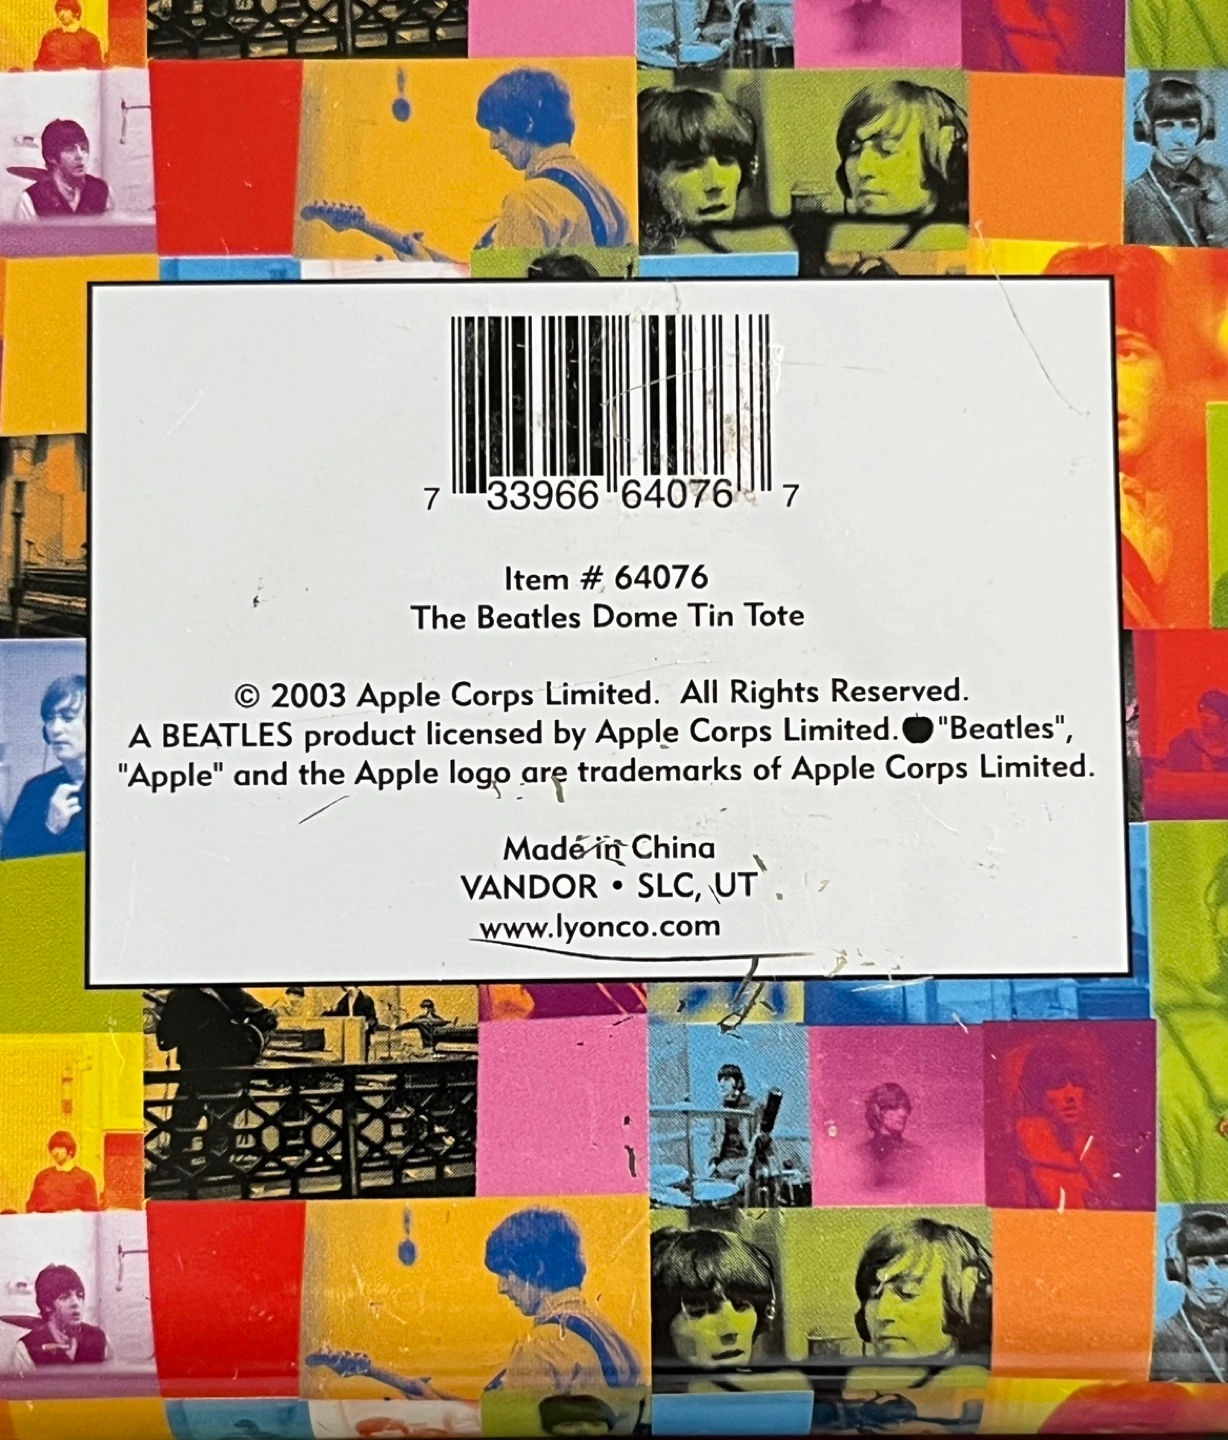 7 33966 64076 7
Item # 64076
The Beatles Dome Tin Tote
© 2003 Apple Corps Limited. All Rights Reserved.
A BEATLES product licensed by Apple Corps Limited. "Beatles",
"Apple" and the Apple logo are trademarks of Apple Corps Limited.
Made in China
VANDOR • SLC, UT
www.lyonco.com